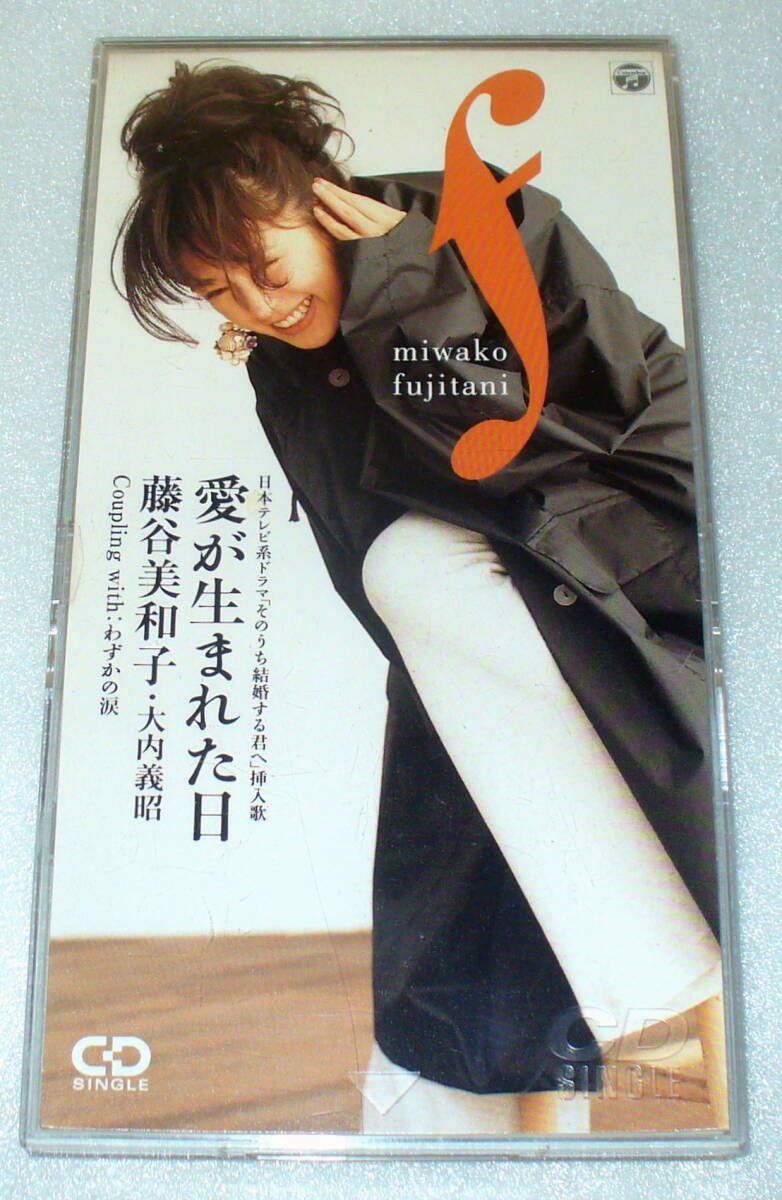 Columbia
f
miwako
fujitani
日本テレビ系ドラマ「そのうち結婚する君へ」挿入歌
愛が生まれた日
藤谷美和子・大内義昭
Coupling with:わずかの涙
CD
SINGLE
CD
SINGLE